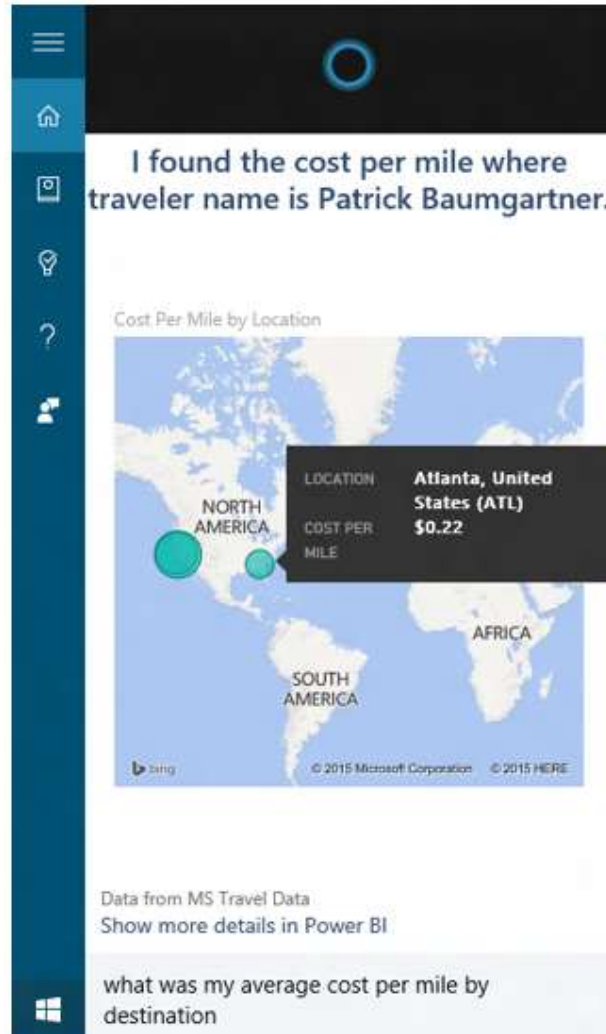 I found the cost per mile where
traveler name is Patrick Baumgartner.
Cost Per Mile by Location
LOCATION
Atlanta, United
States (ATL)
COST PER
MILE
$0.22
NORTH
AMERICA
AFRICA
SOUTH
AMERICA
bing
© 2015 Microsoft Corporation © 2015 HERE
Data from MS Travel Data
Show more details in Power BI
what was my average cost per mile by
destination